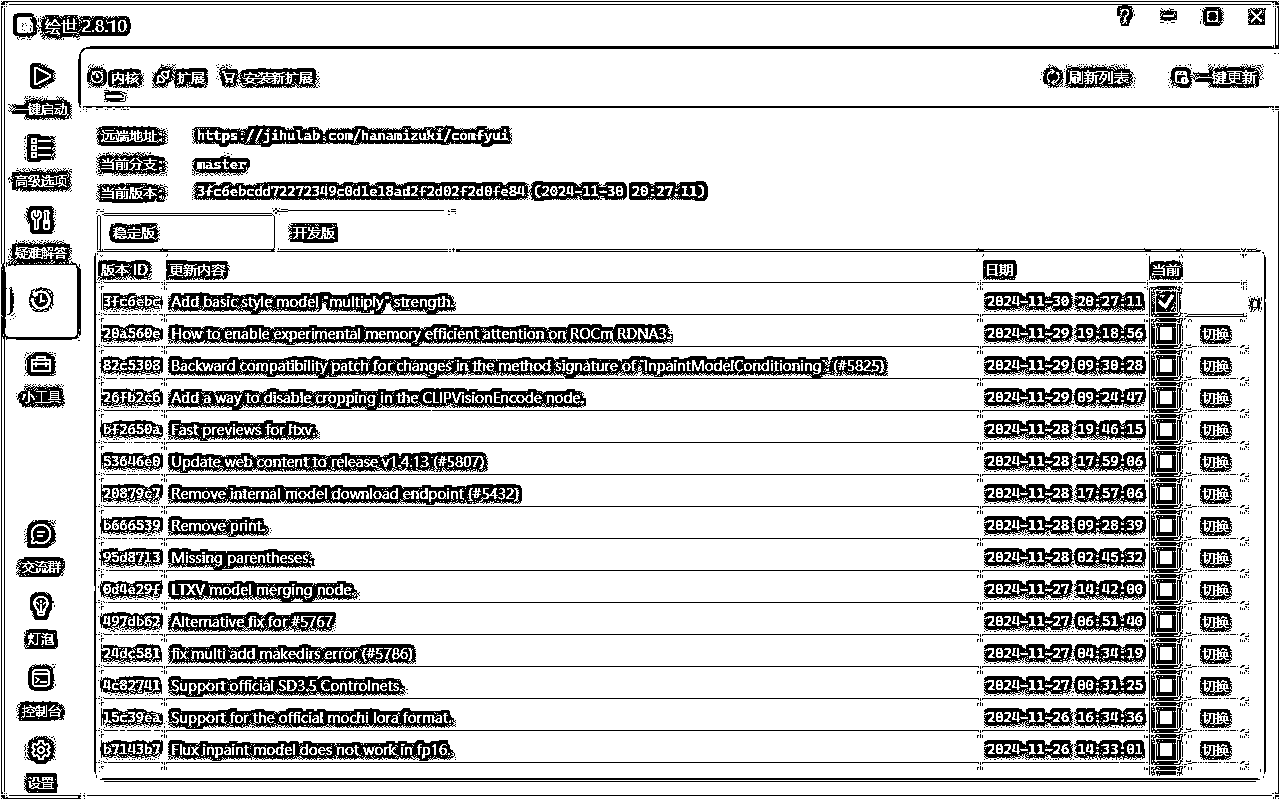 绘世 2.8.10
一键启动
高级选项
疑难解答
小工具
交流群
灯泡
控制台
设置
内核 扩展 安装新扩展 刷新列表 一键更新
远端地址: https://jihulab.com/hanamizuki/comfyui
当前分支: master
当前版本: 3fc6ebcdd72272349c0d1e18ad2f2d02f2d0fe84 (2024-11-30 20:27:11)
稳定版 开发版
版本 ID 更新内容 日期 当前
3fc6ebc Add basic style model "multiply" strength. 2024-11-30 20:27:11
20a560e How to enable experimental memory efficient attention on ROCm RDNA3. 2024-11-29 19:18:56 切换
82c5308 Backward compatibility patch for changes in the method signature of `InpaintModelConditioning` (#5825) 2024-11-29 09:30:28 切换
26fb2c6 Add a way to disable cropping in the CLIPVisionEncode node. 2024-11-29 09:24:47 切换
bf2650a Fast previews for ltxv. 2024-11-28 19:46:15 切换
53646e0 Update web content to release v1.4.13 (#5807) 2024-11-28 17:59:06 切换
20879c7 Remove internal model download endpoint (#5432) 2024-11-28 17:57:06 切换
b666539 Remove print. 2024-11-28 09:28:39 切换
95d8713 Missing parentheses. 2024-11-28 02:45:32 切换
0d4e29f LTXV model merging node. 2024-11-27 14:42:00 切换
497db62 Alternative fix for #5767 2024-11-27 06:51:40 切换
24dc581 fix multi add makedirs error (#5786) 2024-11-27 04:34:19 切换
4c82741 Support official SD3.5 Controlnets. 2024-11-27 00:31:25 切换
15c39ea Support for the official mochi lora format. 2024-11-26 16:34:36 切换
b7143b7 Flux inpaint model does not work in fp16. 2024-11-26 14:33:01 切换